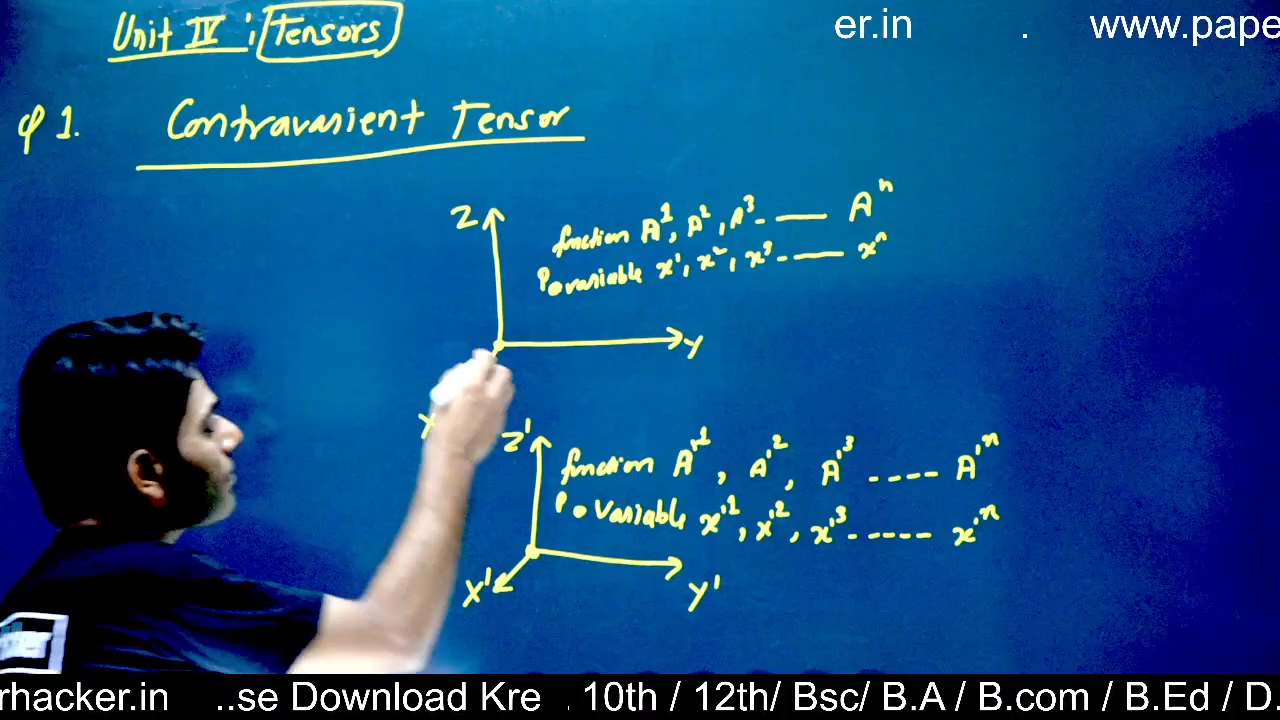 er.in . www.pape
Unit IV : Tensors
φ 1. Contravarient Tensor
Z
function A¹, A², A³ - —— Aⁿ
variable x¹, x², x³ - —— xⁿ
Y
X
Z'
function A'¹, A'², A'³ ---- A'ⁿ
variable x'¹, x'², x'³ ----- x'ⁿ
X'
Y'
rhacker.in ..se Download Kre . 10th / 12th/ Bsc/ B.A / B.com / B.Ed / D.